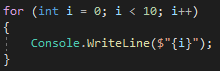 for (int i = 0; i < 10; i++)
{
    Console.WriteLine($"{i}");
}